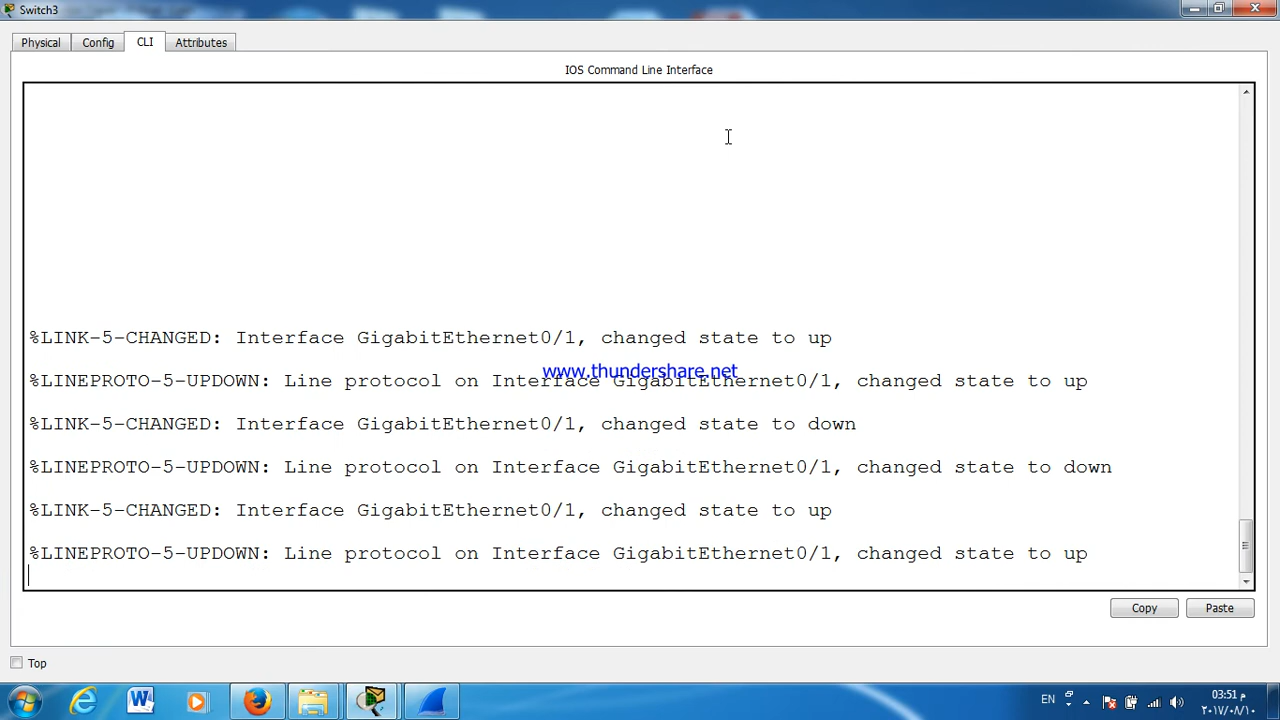 Switch3
Physical Config CLI Attributes
IOS Command Line Interface
%LINK-5-CHANGED: Interface GigabitEthernet0/1, changed state to up
www.thundershare.net
%LINEPROTO-5-UPDOWN: Line protocol on Interface GigabitEthernet0/1, changed state to up
%LINK-5-CHANGED: Interface GigabitEthernet0/1, changed state to down
%LINEPROTO-5-UPDOWN: Line protocol on Interface GigabitEthernet0/1, changed state to down
%LINK-5-CHANGED: Interface GigabitEthernet0/1, changed state to up
%LINEPROTO-5-UPDOWN: Line protocol on Interface GigabitEthernet0/1, changed state to up
Copy Paste
Top
EN
03:51 م
٢٠١٧/٠٨/١٠